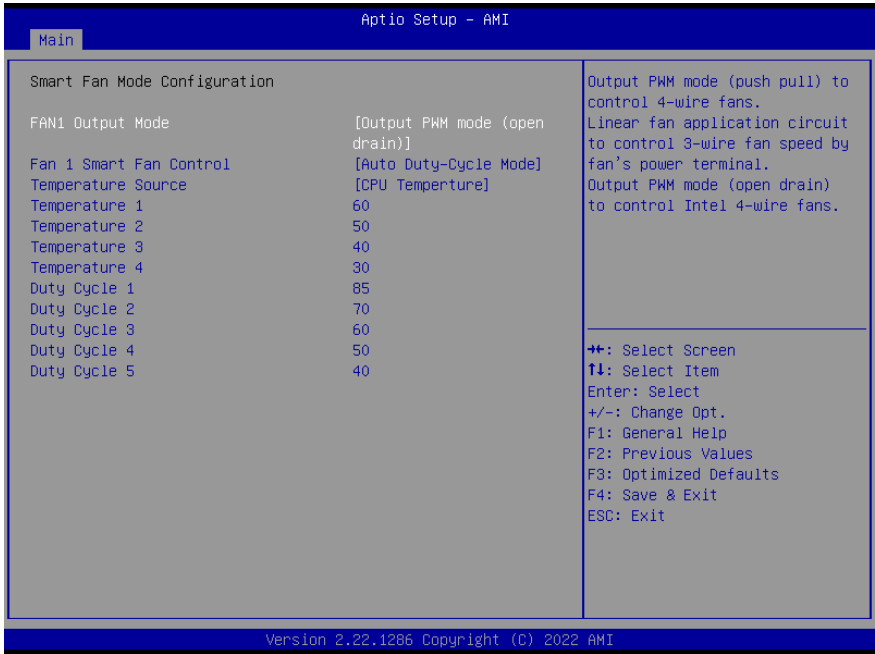 Aptio Setup – AMI
Main
Smart Fan Mode Configuration
FAN1 Output Mode [Output PWM mode (open
drain)]
Fan 1 Smart Fan Control [Auto Duty-Cycle Mode]
Temperature Source [CPU Temperture]
Temperature 1 60
Temperature 2 50
Temperature 3 40
Temperature 4 30
Duty Cycle 1 85
Duty Cycle 2 70
Duty Cycle 3 60
Duty Cycle 4 50
Duty Cycle 5 40
Output PWM mode (push pull) to
control 4-wire fans.
Linear fan application circuit
to control 3-wire fan speed by
fan's power terminal.
Output PWM mode (open drain)
to control Intel 4-wire fans.
→←: Select Screen
↑↓: Select Item
Enter: Select
+/-: Change Opt.
F1: General Help
F2: Previous Values
F3: Optimized Defaults
F4: Save & Exit
ESC: Exit
Version 2.22.1286 Copyright (C) 2022 AMI